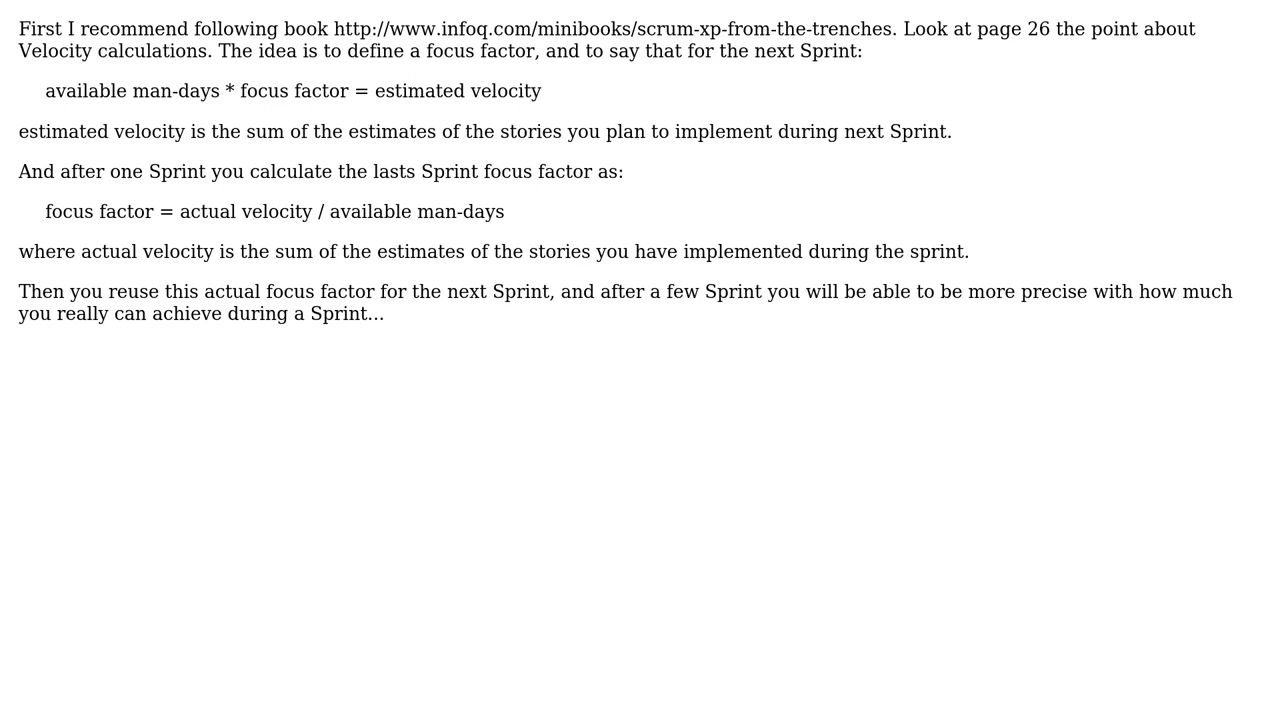 First I recommend following book http://www.infoq.com/minibooks/scrum-xp-from-the-trenches. Look at page 26 the point about
Velocity calculations. The idea is to define a focus factor, and to say that for the next Sprint:
available man-days * focus factor = estimated velocity
estimated velocity is the sum of the estimates of the stories you plan to implement during next Sprint.
And after one Sprint you calculate the lasts Sprint focus factor as:
focus factor = actual velocity / available man-days
where actual velocity is the sum of the estimates of the stories you have implemented during the sprint.
Then you reuse this actual focus factor for the next Sprint, and after a few Sprint you will be able to be more precise with how much
you really can achieve during a Sprint...